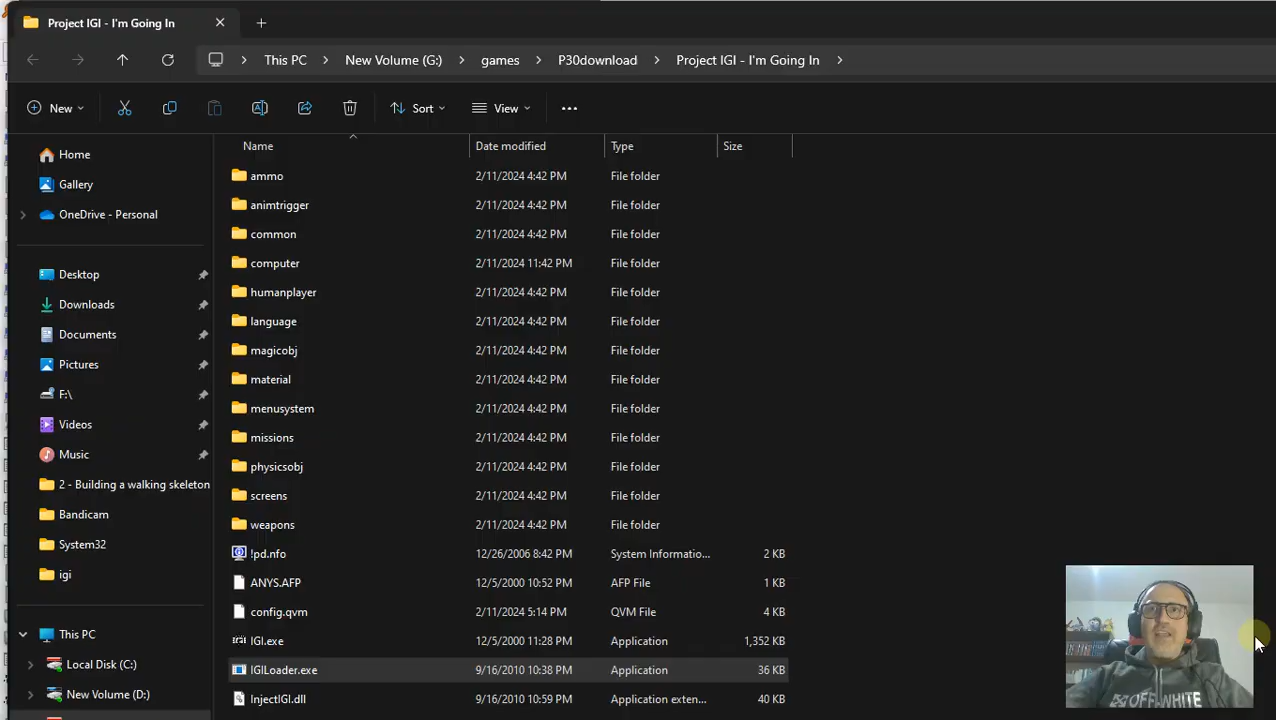 Project IGI - I'm Going In
This PC New Volume (G:) games P30download Project IGI - I'm Going In
New Sort View
Name Date modified Type Size
Home
Gallery
OneDrive - Personal
Desktop
Downloads
Documents
Pictures
F:\
Videos
Music
2 - Building a walking skeleton
Bandicam
System32
igi
This PC
Local Disk (C:)
New Volume (D:)
ammo 2/11/2024 4:42 PM File folder
animtrigger 2/11/2024 4:42 PM File folder
common 2/11/2024 4:42 PM File folder
computer 2/11/2024 11:42 PM File folder
humanplayer 2/11/2024 4:42 PM File folder
language 2/11/2024 4:42 PM File folder
magicobj 2/11/2024 4:42 PM File folder
material 2/11/2024 4:42 PM File folder
menusystem 2/11/2024 4:42 PM File folder
missions 2/11/2024 4:42 PM File folder
physicsobj 2/11/2024 4:42 PM File folder
screens 2/11/2024 4:42 PM File folder
weapons 2/11/2024 4:42 PM File folder
!pd.nfo 12/26/2006 8:42 PM System Informatio... 2 KB
ANYS.AFP 12/5/2000 10:52 PM AFP File 1 KB
config.qvm 2/11/2024 5:14 PM QVM File 4 KB
IGI.exe 12/5/2000 11:28 PM Application 1,352 KB
IGILoader.exe 9/16/2010 10:38 PM Application 36 KB
InjectIGI.dll 9/16/2010 10:59 PM Application exten... 40 KB
OFF-WHITE